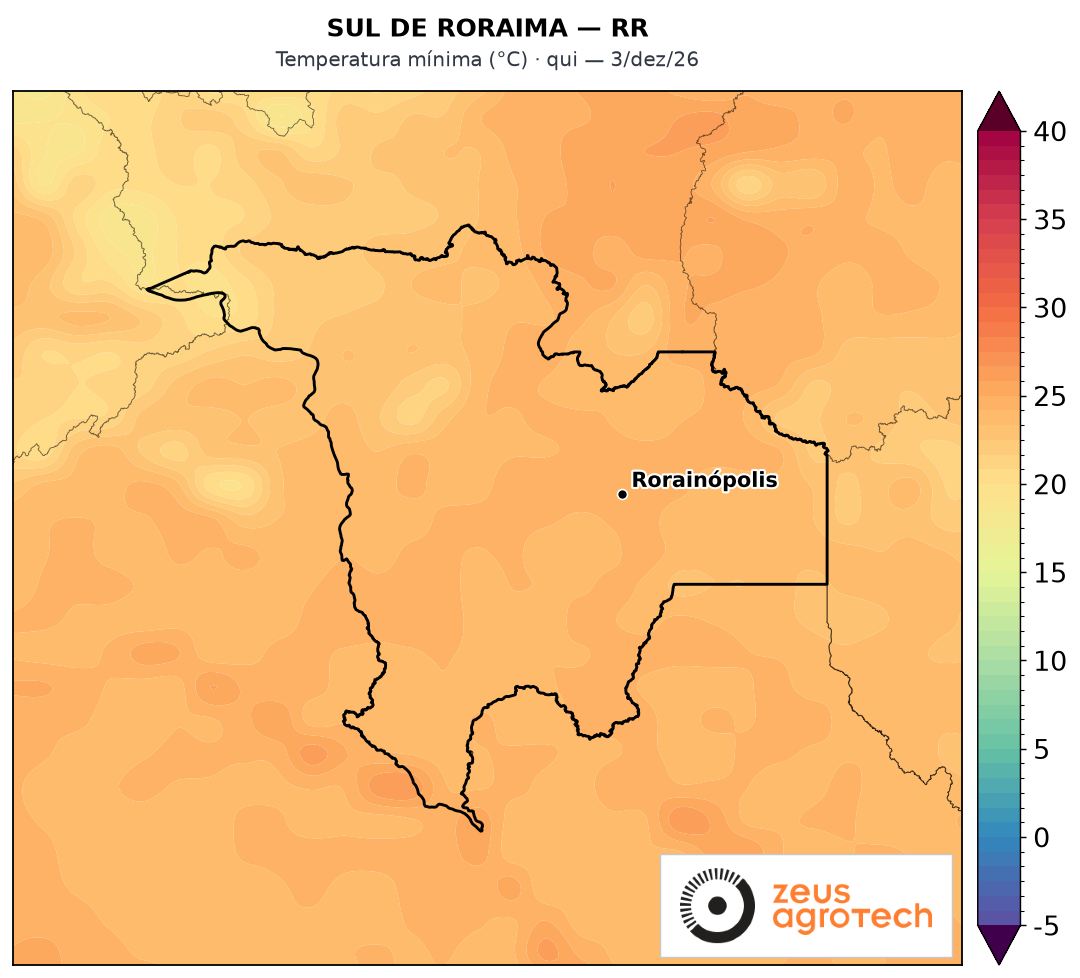 SUL DE RORAIMA — RR
Temperatura mínima (°C) · qui — 3/dez/26
40
35
30
25
20
15
10
5
0
-5
Rorainópolis
zeus
agrotech